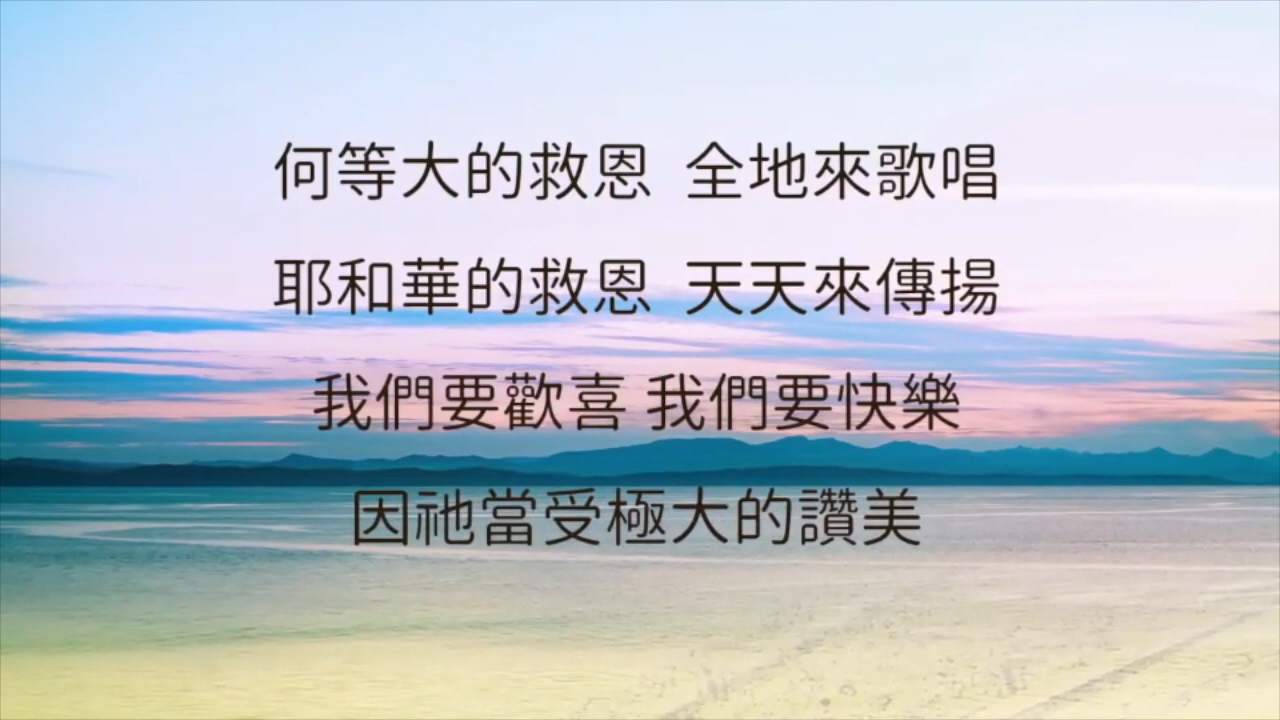 何等大的救恩 全地來歌唱
耶和華的救恩 天天來傳揚
我們要歡喜 我們要快樂
因祂當受極大的讚美